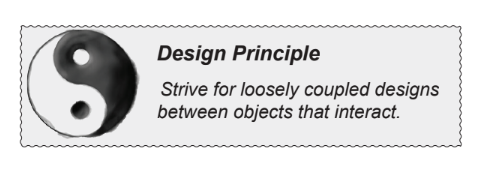 Design Principle
Strive for loosely coupled designs
between objects that interact.